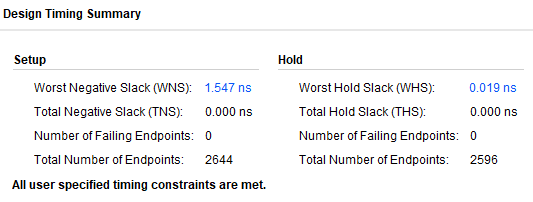 Design Timing Summary
Setup Hold
Worst Negative Slack (WNS): 1.547 ns Worst Hold Slack (WHS): 0.019 ns
Total Negative Slack (TNS): 0.000 ns Total Hold Slack (THS): 0.000 ns
Number of Failing Endpoints: 0 Number of Failing Endpoints: 0
Total Number of Endpoints: 2644 Total Number of Endpoints: 2596
All user specified timing constraints are met.